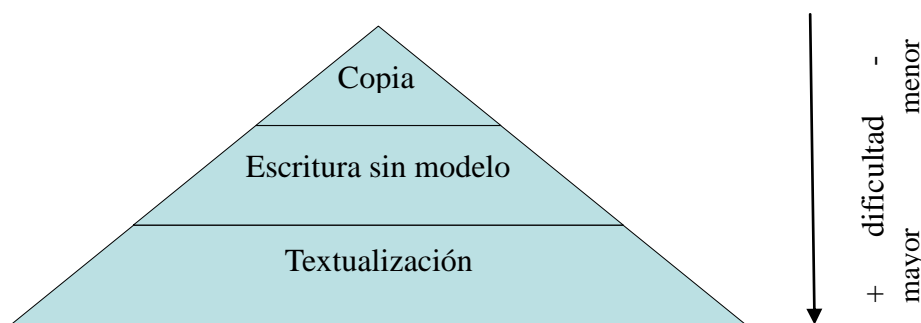 Copia
Escritura sin modelo
Textualización
+ dificultad -
mayor menor